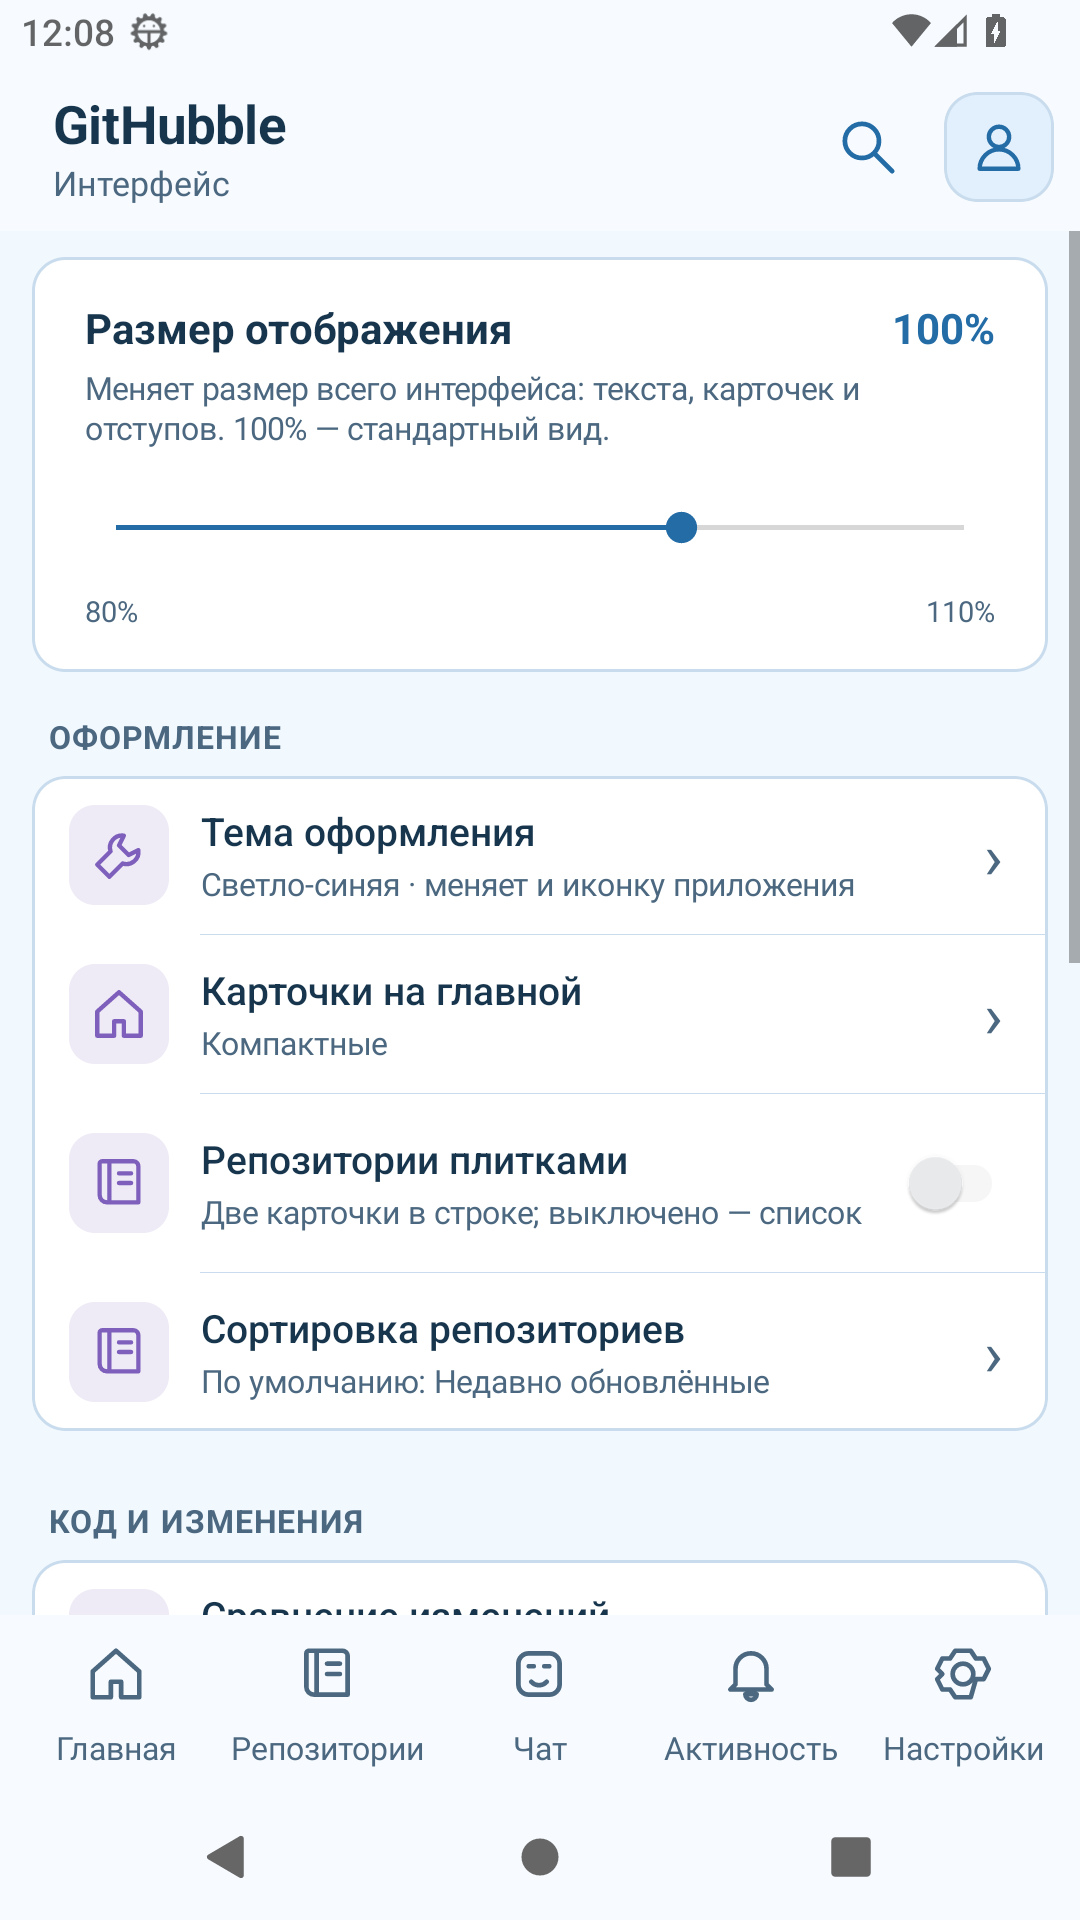 12:08
GitHubble
Интерфейс
Размер отображения
100%
Меняет размер всего интерфейса: текста, карточек и
отступов. 100% — стандартный вид.
80%
110%
ОФОРМЛЕНИЕ
Тема оформления
Светло-синяя · меняет и иконку приложения
Карточки на главной
Компактные
Репозитории плитками
Две карточки в строке; выключено — список
Сортировка репозиториев
По умолчанию: Недавно обновлённые
КОД И ИЗМЕНЕНИЯ
Сравнение изменений
Главная
Репозитории
Чат
Активность
Настройки